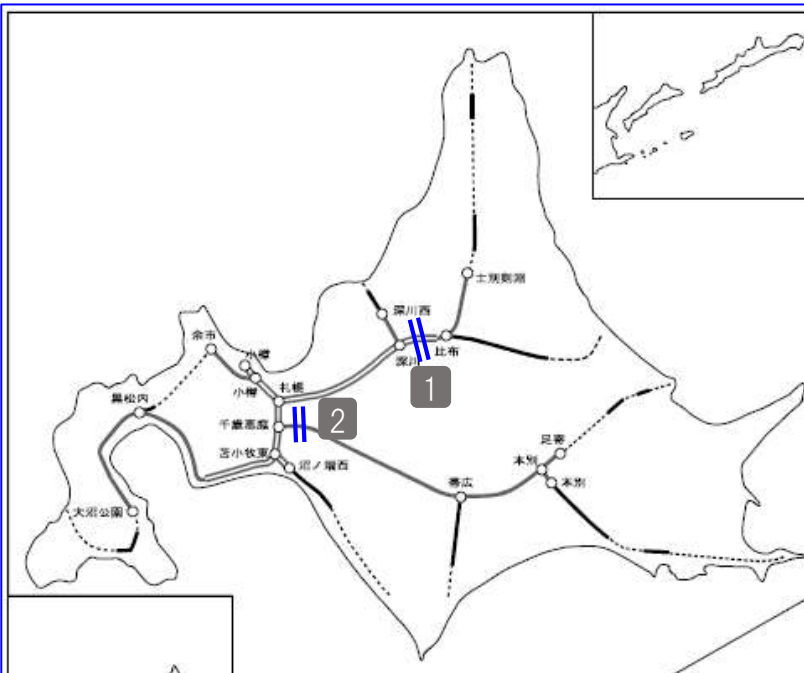 士別剣淵
深川西
余市
小樽
比布
深川
1
小樽
札幌
黒松内
千歳恵庭
2
足寄
苫小牧東
沼ノ端西
本別
本別
帯広
大沼公園